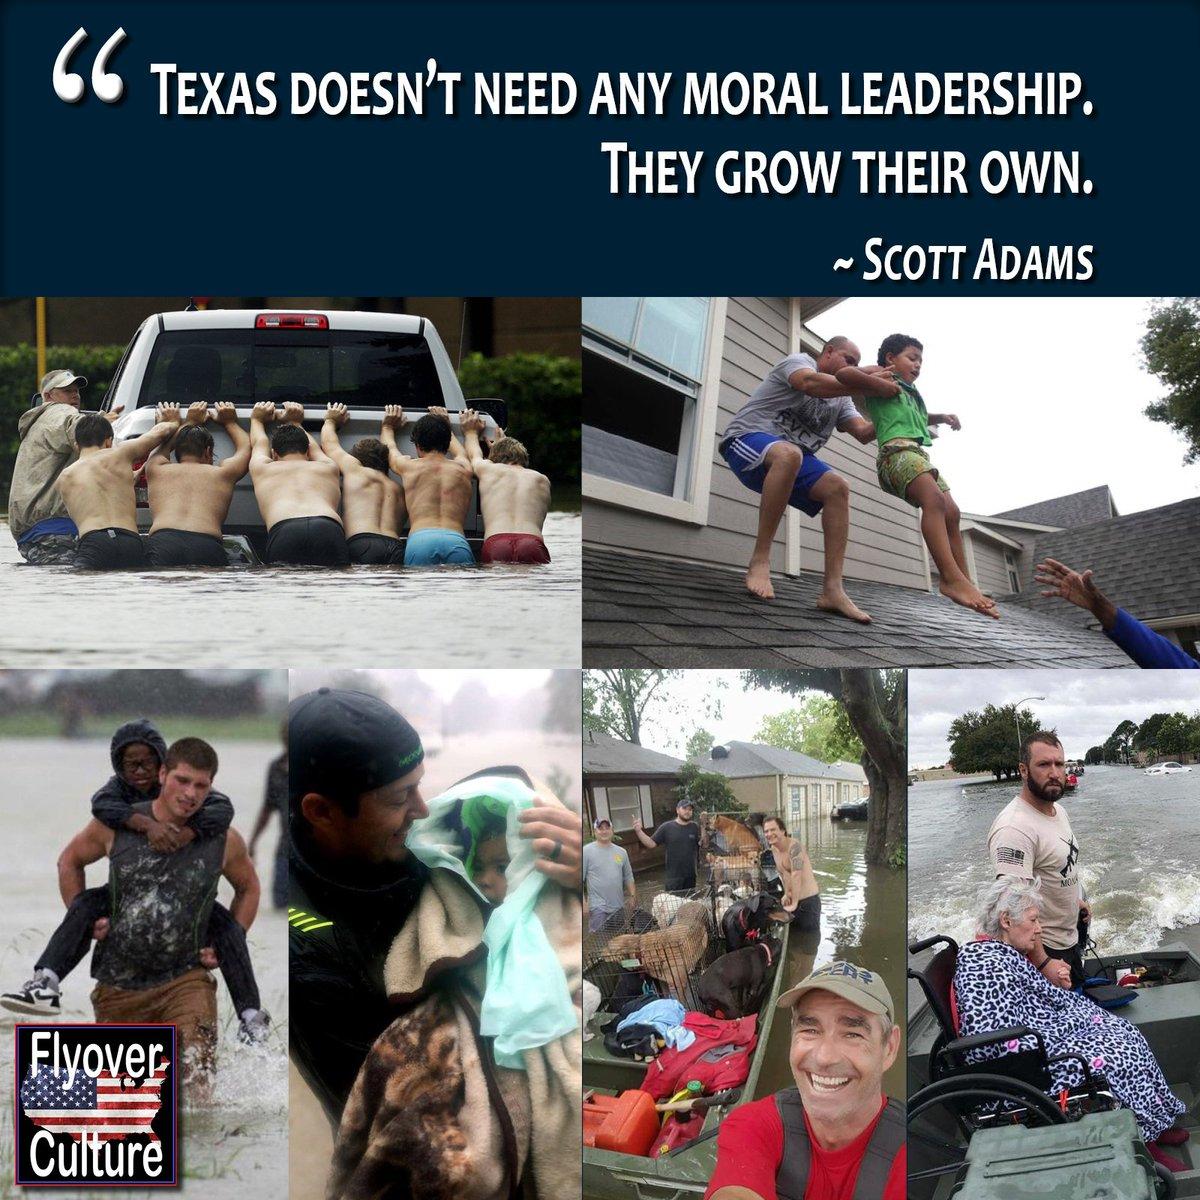 “ Texas doesn’t need any moral leadership.
They grow their own.
~ Scott Adams
Flyover
Culture